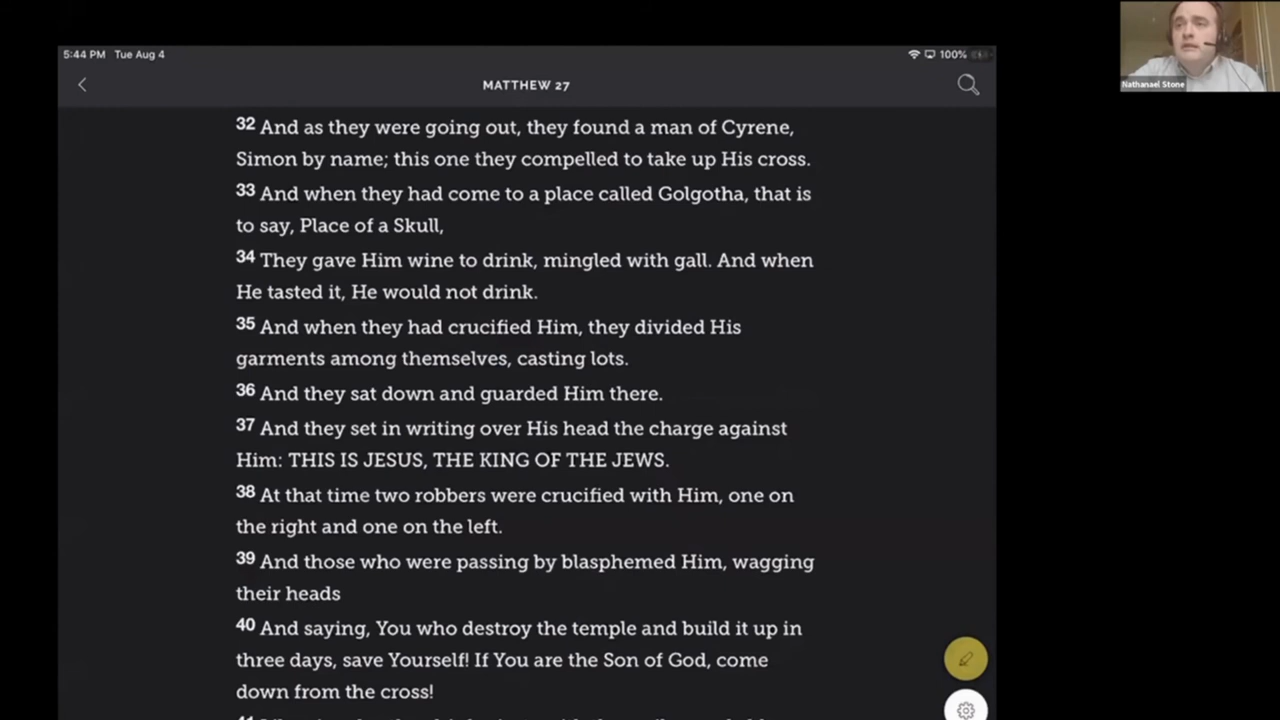 5:44 PM Tue Aug 4
100%
MATTHEW 27
Nathanael Stone
32 And as they were going out, they found a man of Cyrene,
Simon by name; this one they compelled to take up His cross.
33 And when they had come to a place called Golgotha, that is
to say, Place of a Skull,
34 They gave Him wine to drink, mingled with gall. And when
He tasted it, He would not drink.
35 And when they had crucified Him, they divided His
garments among themselves, casting lots.
36 And they sat down and guarded Him there.
37 And they set in writing over His head the charge against
Him: THIS IS JESUS, THE KING OF THE JEWS.
38 At that time two robbers were crucified with Him, one on
the right and one on the left.
39 And those who were passing by blasphemed Him, wagging
their heads
40 And saying, You who destroy the temple and build it up in
three days, save Yourself! If You are the Son of God, come
down from the cross!